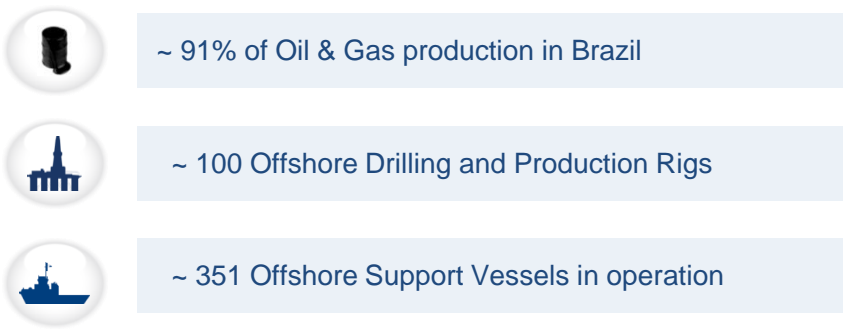 ~ 91% of Oil & Gas production in Brazil
~ 100 Offshore Drilling and Production Rigs
~ 351 Offshore Support Vessels in operation